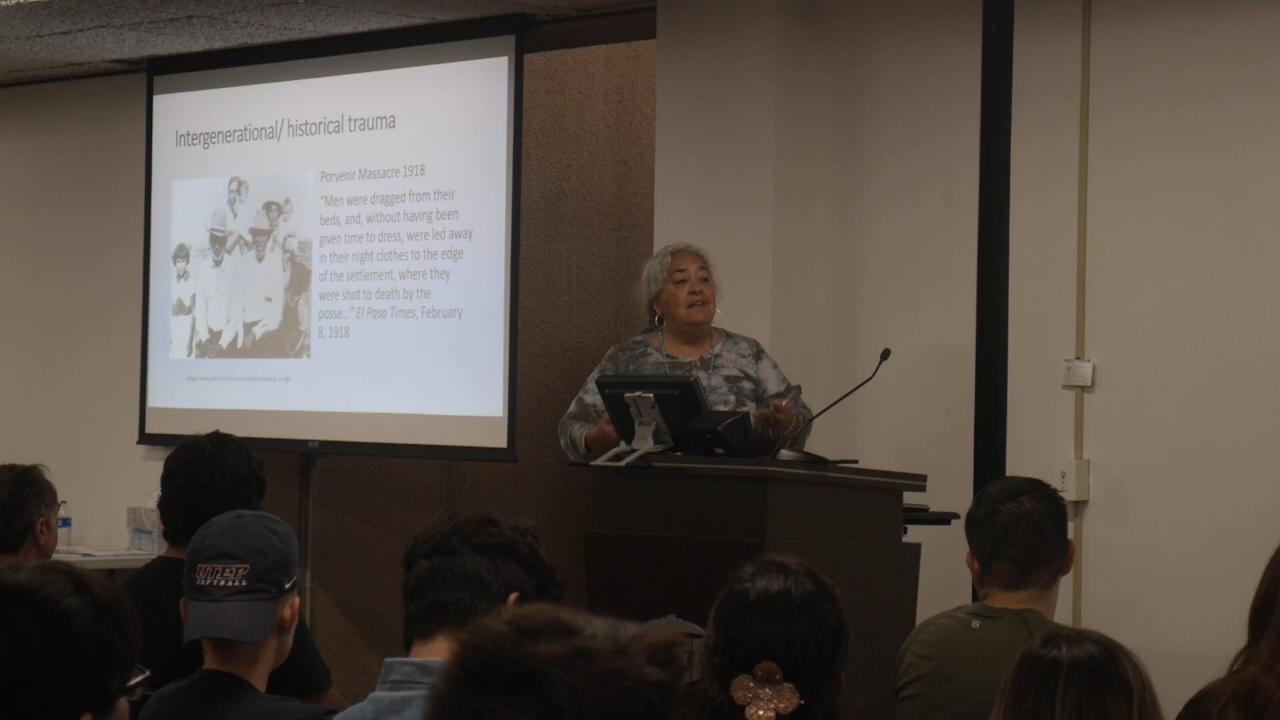 Intergenerational/ historical trauma
Porvenir Massacre 1918
“Men were dragged from their
beds, and, without having been
given time to dress, were led away
in their night clothes to the edge
of the settlement, where they
were shot to death by the
posse…” El Paso Times, February
8, 1918
UTEP
SOFTBALL